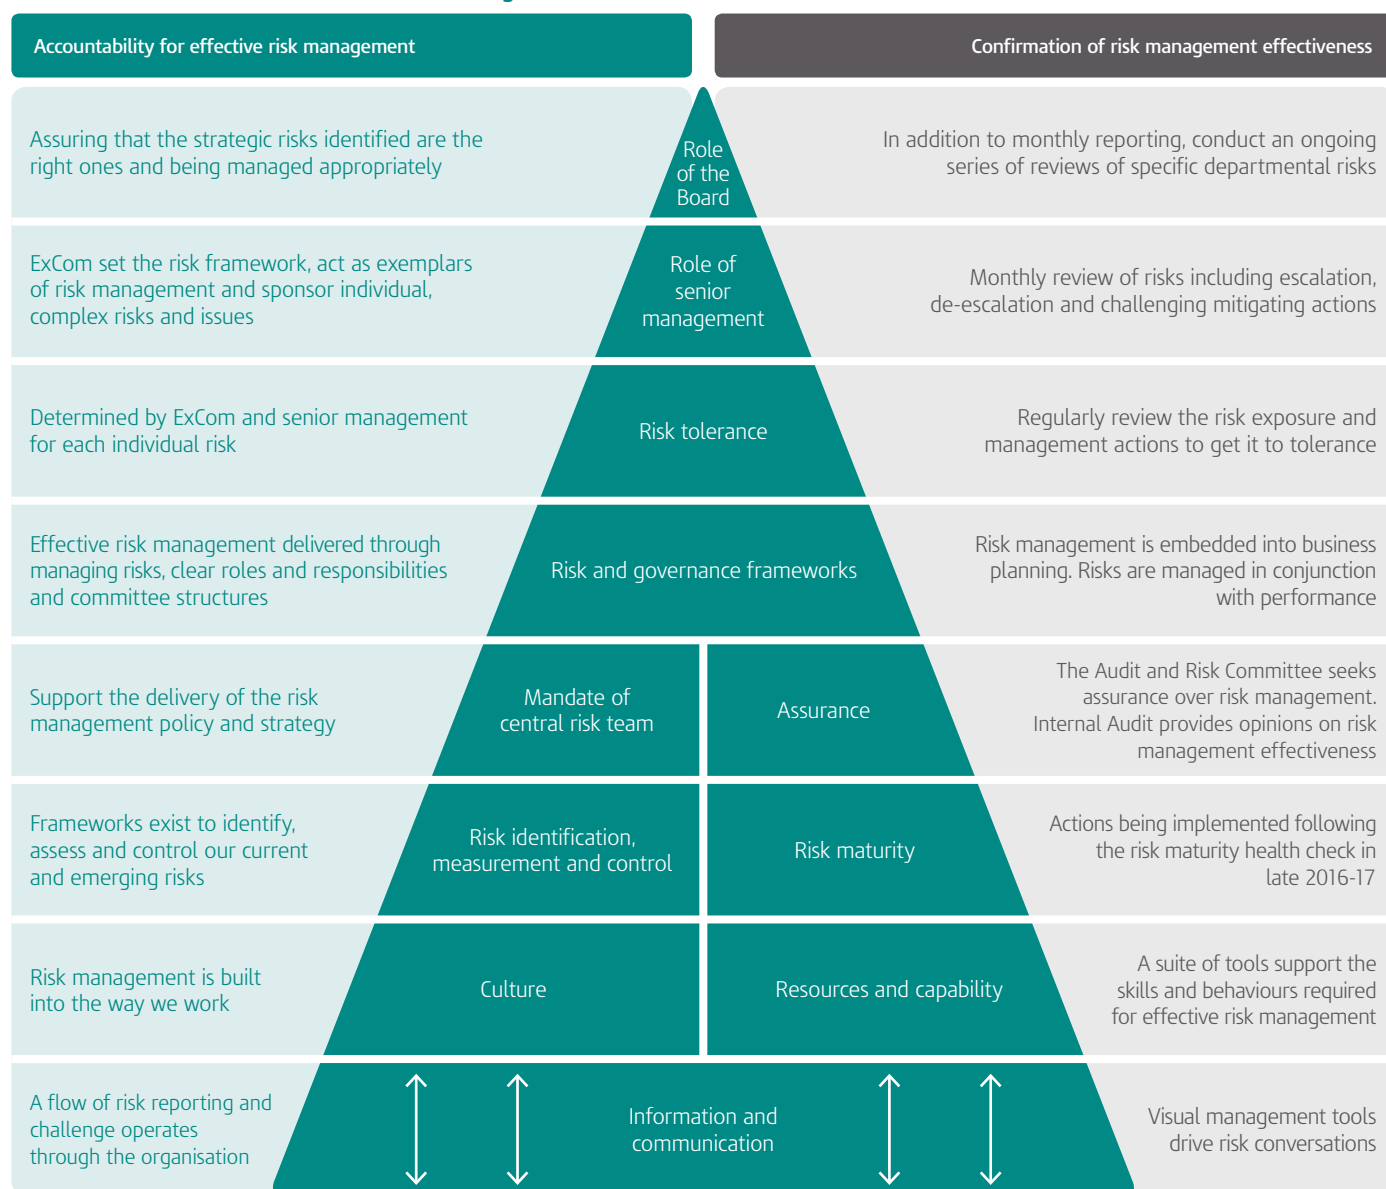 Accountability for effective risk management
Confirmation of risk management effectiveness
Assuring that the strategic risks identified are the
right ones and being managed appropriately
Role
of the
Board
In addition to monthly reporting, conduct an ongoing
series of reviews of specific departmental risks
ExCom set the risk framework, act as exemplars
of risk management and sponsor individual,
complex risks and issues
Role of
senior
management
Monthly review of risks including escalation,
de-escalation and challenging mitigating actions
Determined by ExCom and senior management
for each individual risk
Risk tolerance
Regularly review the risk exposure and
management actions to get it to tolerance
Effective risk management delivered through
managing risks, clear roles and responsibilities
and committee structures
Risk and governance frameworks
Risk management is embedded into business
planning. Risks are managed in conjunction
with performance
Support the delivery of the risk
management policy and strategy
Mandate of
central risk team
Assurance
The Audit and Risk Committee seeks
assurance over risk management.
Internal Audit provides opinions on risk
management effectiveness
Frameworks exist to identify,
assess and control our current
and emerging risks
Risk identification,
measurement and control
Risk maturity
Actions being implemented following
the risk maturity health check in
late 2016-17
Risk management is built
into the way we work
Culture
Resources and capability
A suite of tools support the
skills and behaviours required
for effective risk management
A flow of risk reporting and
challenge operates
through the organisation
Information and
communication
Visual management tools
drive risk conversations